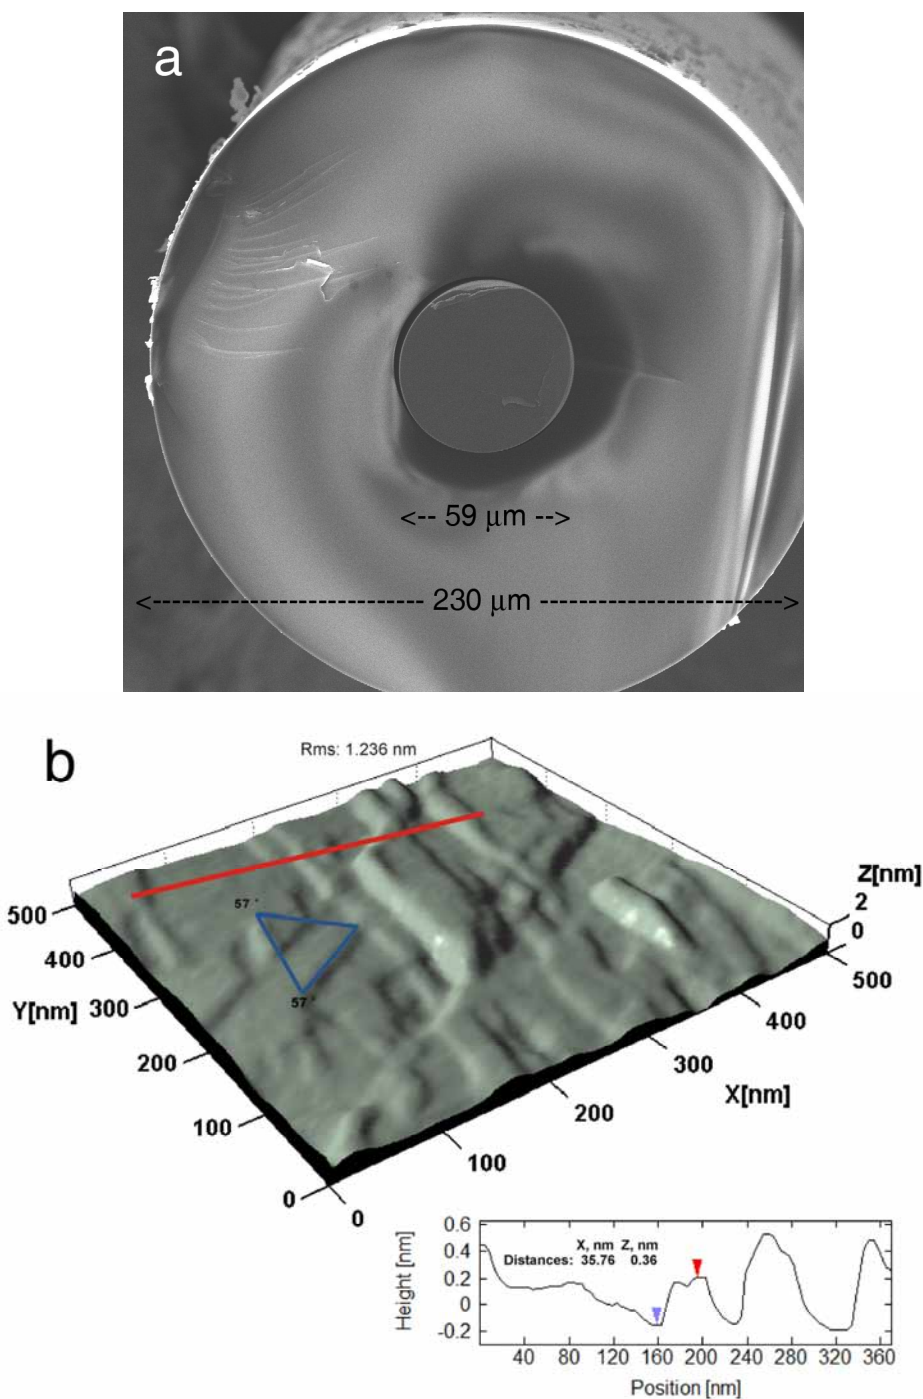 a
<-- 59 μm -->
<---------------------- 230 μm ---------------------->
b
Rms: 1.236 nm
Z[nm]
2
0
57 °
57 °
500
400
Y[nm] 300
200
100
0
0
100
200
300
400
500
X[nm]
Height [nm]
0.6
0.4
0.2
0
-0.2
X, nm Z, nm
Distances: 35.76 0.36
40 80 120 160 200 240 280 320 360
Position [nm]